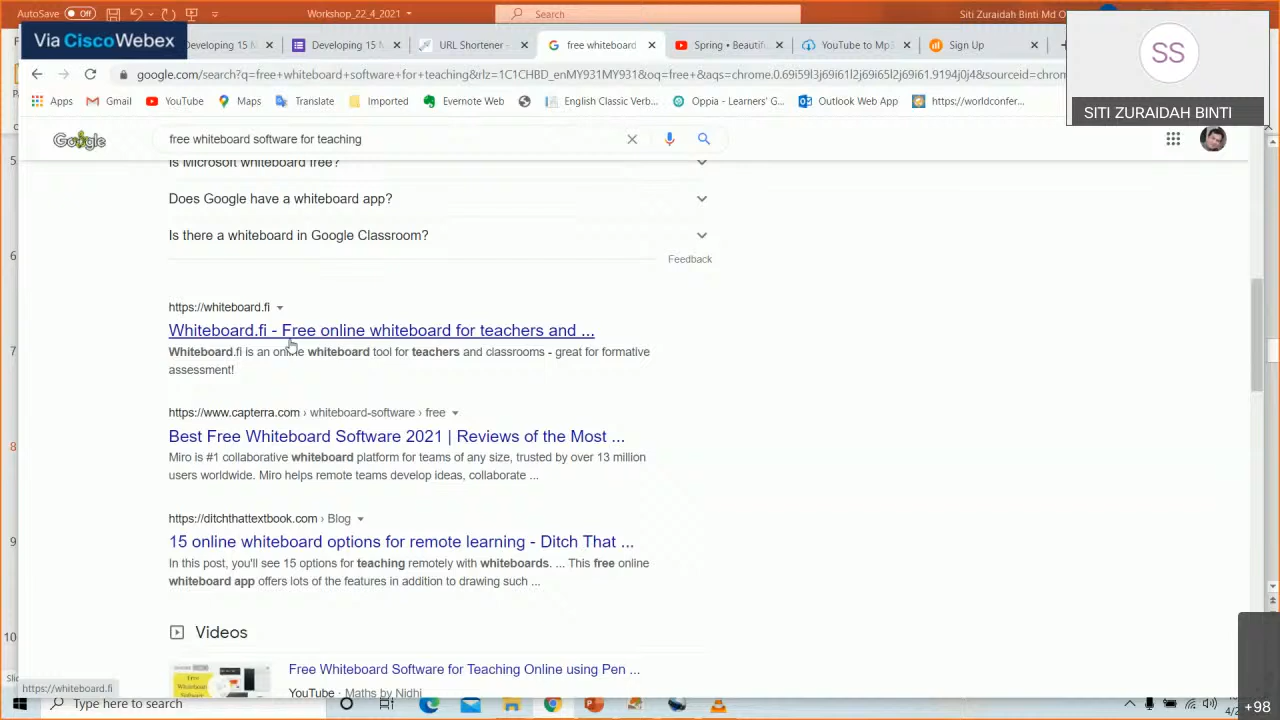 AutoSave Off
Workshop_22_4_2021
Search
Siti Zuraidah Binti Md O
Via CiscoWebex
eveloping 15 N
Developing 15 M
URL Shortener -
free whiteboard
Spring • Beautif
YouTube to Mp
Sign Up
SS
google.com/search?q=free+whiteboard+software+for+teaching&rlz=1C1CHBD_enMY931MY931&oq=free+&aqs=chrome.0.69i59l3j69i61l2j69i65l2j69i61.9194j0j4&sourceid=chrom
Apps
Gmail
YouTube
Maps
Translate
Imported
Evernote Web
English Classic Verb...
Oppia - Learners' G...
Outlook Web App
https://worldconfer...
SITI ZURAIDAH BINTI
Google
free whiteboard software for teaching
5
Is Microsoft whiteboard free?
Does Google have a whiteboard app?
Is there a whiteboard in Google Classroom?
6
Feedback
https://whiteboard.fi
Whiteboard.fi - Free online whiteboard for teachers and ...
7
Whiteboard.fi is an online whiteboard tool for teachers and classrooms - great for formative
assessment!
https://www.capterra.com › whiteboard-software › free
Best Free Whiteboard Software 2021 | Reviews of the Most ...
8
Miro is #1 collaborative whiteboard platform for teams of any size, trusted by over 13 million
users worldwide. Miro helps remote teams develop ideas, collaborate ...
https://ditchthattextbook.com › Blog
15 online whiteboard options for remote learning - Ditch That ...
9
In this post, you'll see 15 options for teaching remotely with whiteboards. ... This free online
whiteboard app offers lots of the features in addition to drawing such ...
10
Videos
Free Whiteboard Software for Teaching Online using Pen ...
YouTube · Maths by Nidhi
https://whiteboard.fi
Type here to search
+98